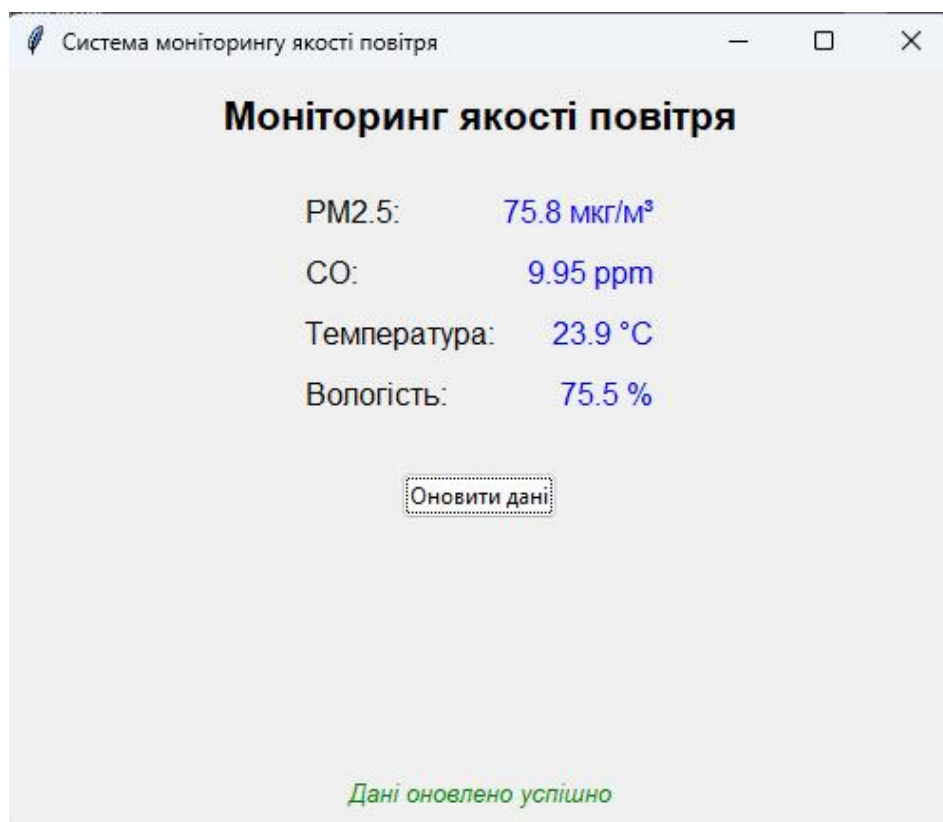 Система моніторингу якості повітря
Моніторинг якості повітря
PM2.5: 75.8 мкг/м³
CO: 9.95 ppm
Температура: 23.9 °C
Вологість: 75.5 %
Оновити дані
Дані оновлено успішно